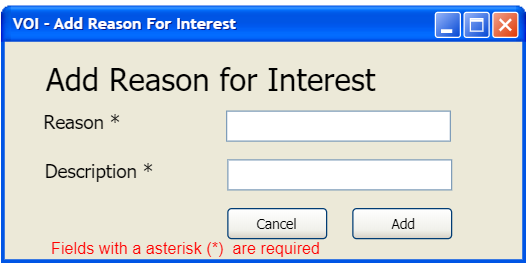 VOI - Add Reason For Interest
Add Reason for Interest
Reason *
Description *
Cancel Add
Fields with a asterisk (*) are required